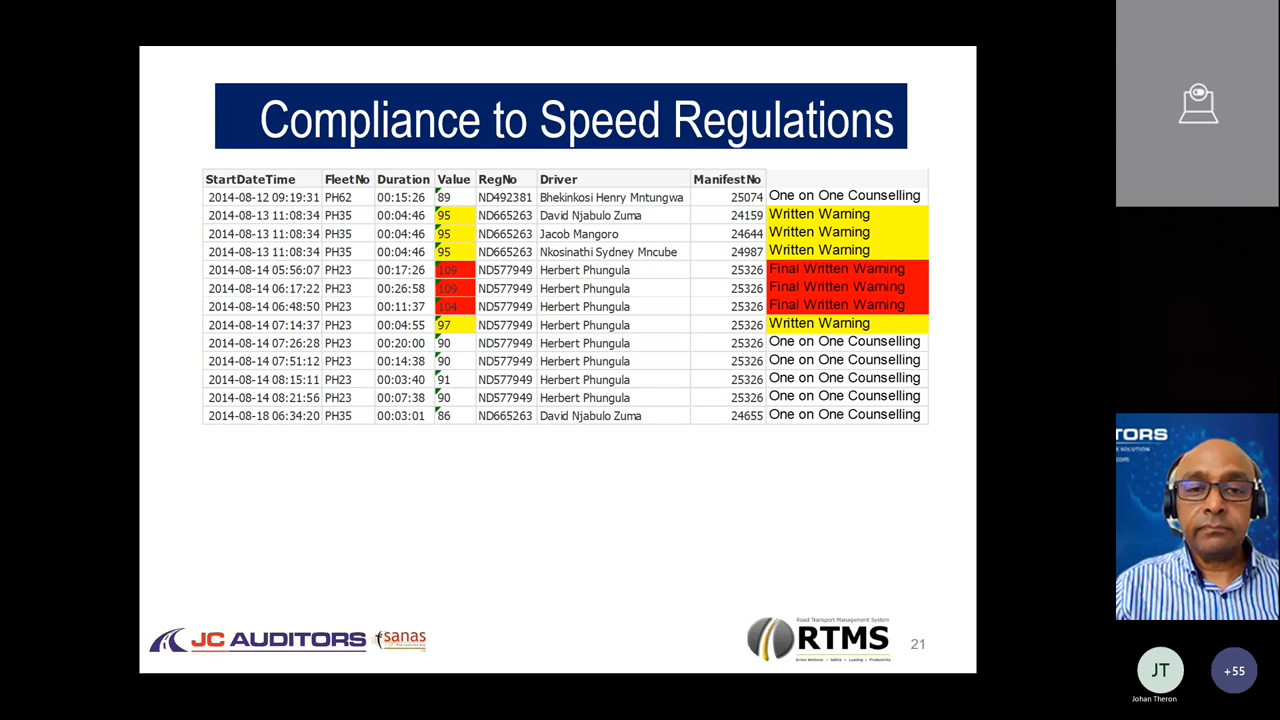 Compliance to Speed Regulations
StartDateTime FleetNo Duration Value RegNo Driver ManifestNo
2014-08-12 09:19:31 PH62 00:15:26 89 ND492381 Bhekinkosi Henry Mntungwa 25074 One on One Counselling
2014-08-13 11:08:34 PH35 00:04:46 95 ND665263 David Njabulo Zuma 24159 Written Warning
2014-08-13 11:08:34 PH35 00:04:46 95 ND665263 Jacob Mangoro 24644 Written Warning
2014-08-13 11:08:34 PH35 00:04:46 95 ND665263 Nkosinathi Sydney Mncube 24987 Written Warning
2014-08-14 05:56:07 PH23 00:17:26 109 ND577949 Herbert Phungula 25326 Final Written Warning
2014-08-14 06:17:22 PH23 00:26:58 109 ND577949 Herbert Phungula 25326 Final Written Warning
2014-08-14 06:48:50 PH23 00:11:37 104 ND577949 Herbert Phungula 25326 Final Written Warning
2014-08-14 07:14:37 PH23 00:04:55 97 ND577949 Herbert Phungula 25326 Written Warning
2014-08-14 07:26:28 PH23 00:20:00 90 ND577949 Herbert Phungula 25326 One on One Counselling
2014-08-14 07:51:12 PH23 00:14:38 90 ND577949 Herbert Phungula 25326 One on One Counselling
2014-08-14 08:15:11 PH23 00:03:40 91 ND577949 Herbert Phungula 25326 One on One Counselling
2014-08-14 08:21:56 PH23 00:07:38 90 ND577949 Herbert Phungula 25326 One on One Counselling
2014-08-18 06:34:20 PH35 00:03:01 86 ND665263 David Njabulo Zuma 24655 One on One Counselling
JC AUDITORS
sanas
Road Transport Management System
RTMS
Driver Wellness • Safety • Loading • Productivity
21
ITORS
E SOLUTION
.com
JT
Johan Theron
+55